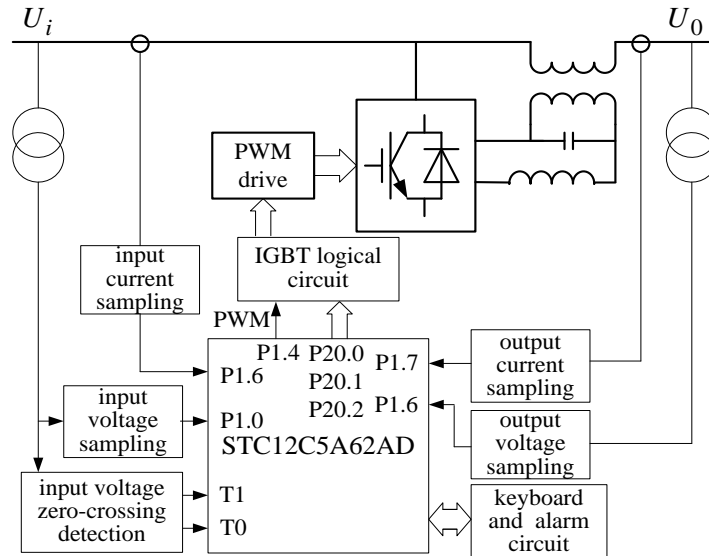 U_i
U_0
PWM
drive
input
current
sampling
IGBT logical
circuit
PWM
P1.4
P20.0
P20.1
P20.2
P1.6
P1.7
P1.0
P1.6
STC12C5A62AD
T1
T0
input
voltage
sampling
input voltage
zero-crossing
detection
output
current
sampling
output
voltage
sampling
keyboard
and alarm
circuit